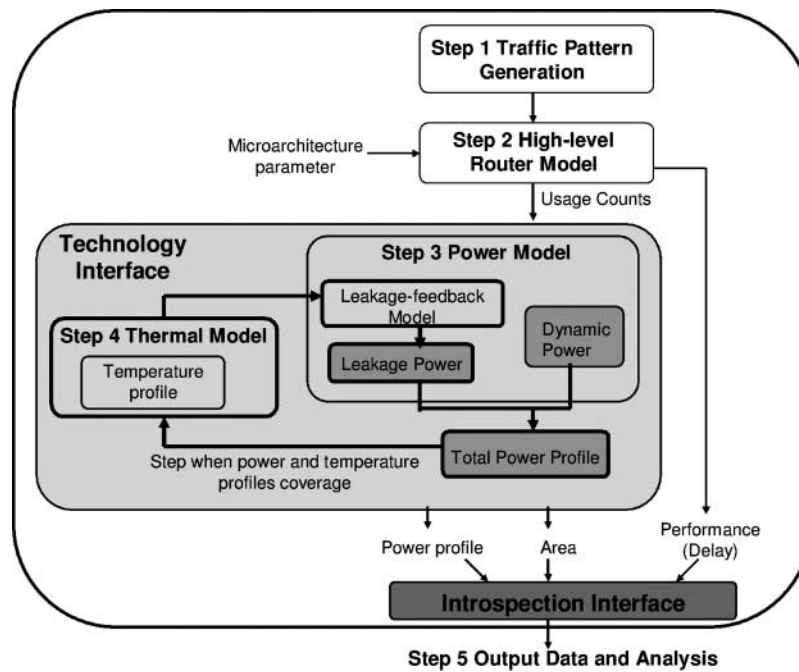 Step 1 Traffic Pattern
Generation
Microarchitecture
parameter
Step 2 High-level
Router Model
Usage Counts
Technology
Interface
Step 3 Power Model
Leakage-feedback
Model
Dynamic
Power
Step 4 Thermal Model
Leakage Power
Temperature
profile
Step when power and temperature
profiles coverage
Total Power Profile
Power profile
Area
Performance
(Delay)
Introspection Interface
Step 5 Output Data and Analysis